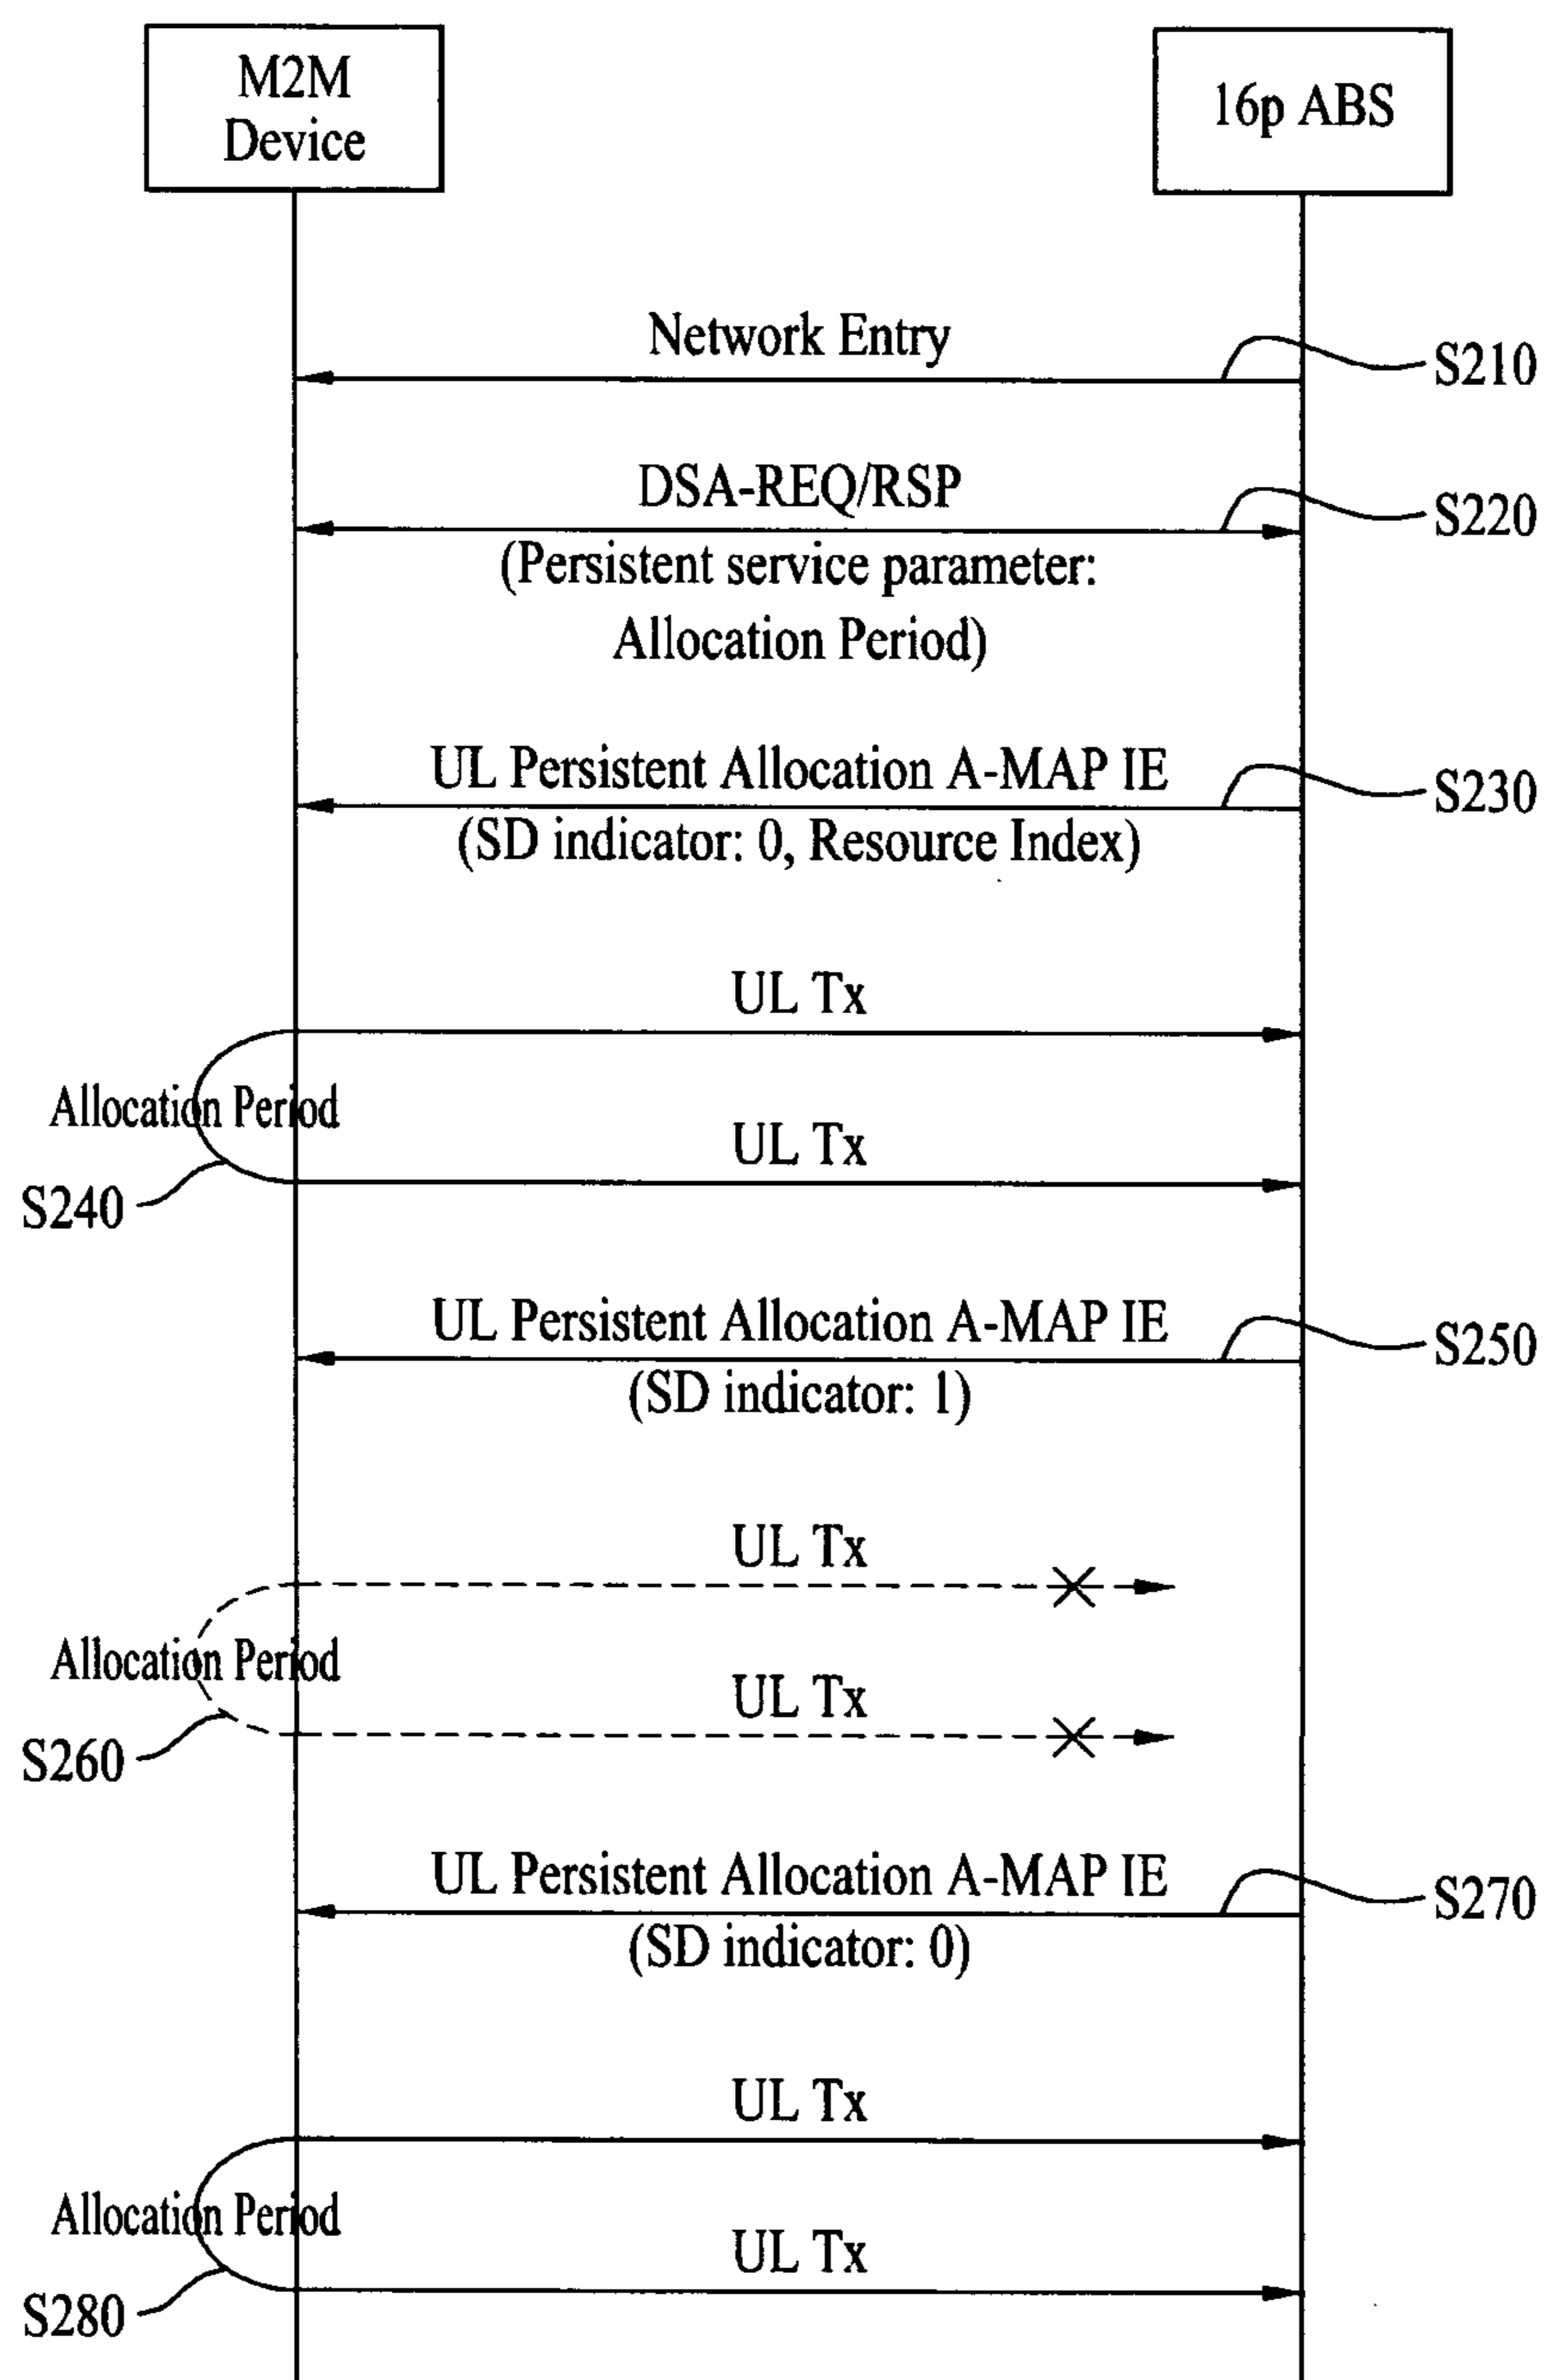 M2M
Device
16p ABS
Network Entry
S210
DSA-REQ/RSP
S220
(Persistent service parameter:
Allocation Period)
UL Persistent Allocation A-MAP IE
S230
(SD indicator: 0, Resource Index)
UL Tx
Allocation Period
UL Tx
S240
UL Persistent Allocation A-MAP IE
S250
(SD indicator: 1)
UL Tx
Allocation Period
UL Tx
S260
UL Persistent Allocation A-MAP IE
S270
(SD indicator: 0)
UL Tx
Allocation Period
UL Tx
S280